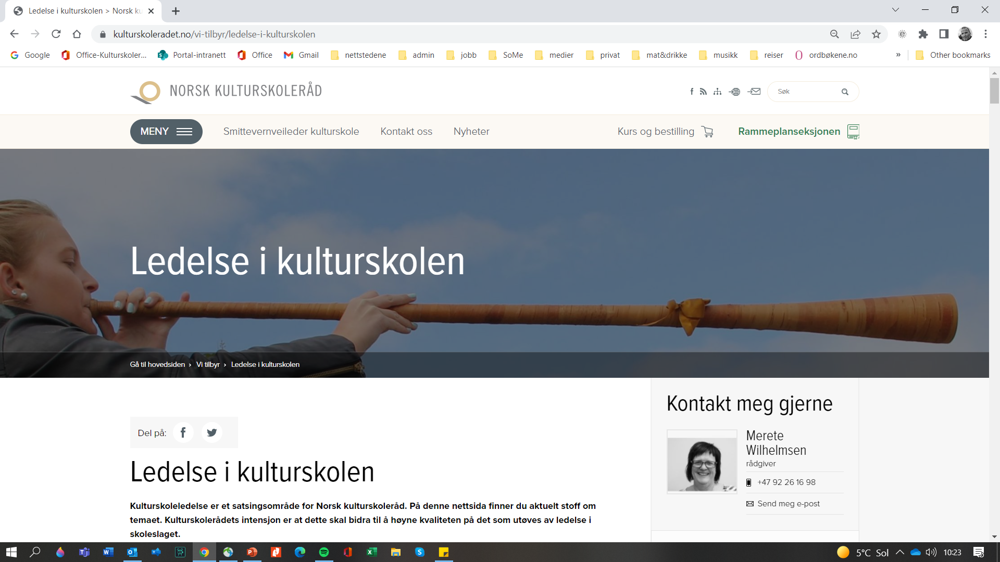 Ledelse i kulturskolen > Norsk ku
kulturskoleradet.no/vi-tilbyr/ledelse-i-kulturskolen
Google Office-Kulturskoler... Portal-intranett Office Gmail nettstedene admin jobb SoMe medier privat mat&drikke musikk reiser ordbøkene.no » Other bookmarks
NORSK KULTURSKOLERÅD
Søk
MENY Smittevernveileder kulturskole Kontakt oss Nyheter Kurs og bestilling Rammeplanseksjonen
Ledelse i kulturskolen
Gå til hovedsiden › Vi tilbyr › Ledelse i kulturskolen
Del på:
Ledelse i kulturskolen
Kulturskoleledelse er et satsingsområde for Norsk kulturskoleråd. På denne nettsida finner du aktuelt stoff om
temaet. Kulturskolerådets intensjon er at dette skal bidra til å høyne kvaliteten på det som utøves av ledelse i
skoleslaget.
Kontakt meg gjerne
Merete
Wilhelmsen
rådgiver
+47 92 26 16 98
Send meg e-post
5°C Sol 10:23